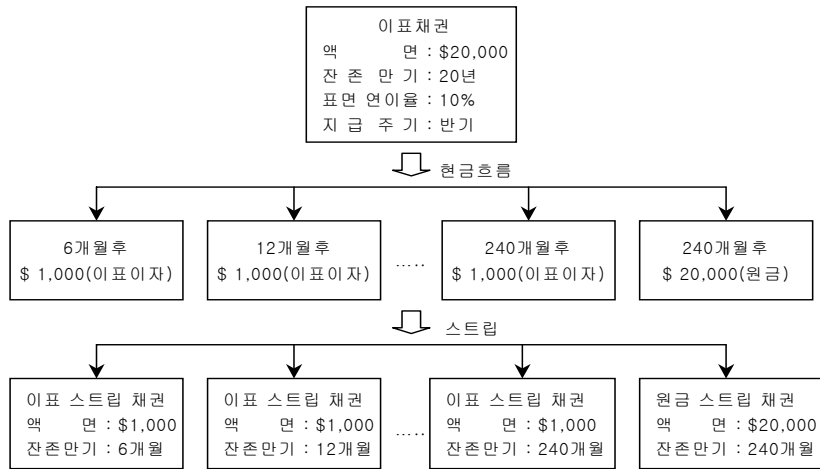 이표채권
액 면 : $20,000
잔 존 만 기 : 20년
표면 연이율 : 10%
지 급 주 기 : 반기
현금흐름
6개월후
$ 1,000(이표이자)
12개월후
$ 1,000(이표이자)
.....
240개월후
$ 1,000(이표이자)
240개월후
$ 20,000(원금)
스트립
이표 스트립 채권
액 면 : $1,000
잔존만기 : 6개월
이표 스트립 채권
액 면 : $1,000
잔존만기 : 12개월
.....
이표 스트립 채권
액 면 : $1,000
잔존만기 : 240개월
원금 스트립 채권
액 면 : $20,000
잔존만기 : 240개월